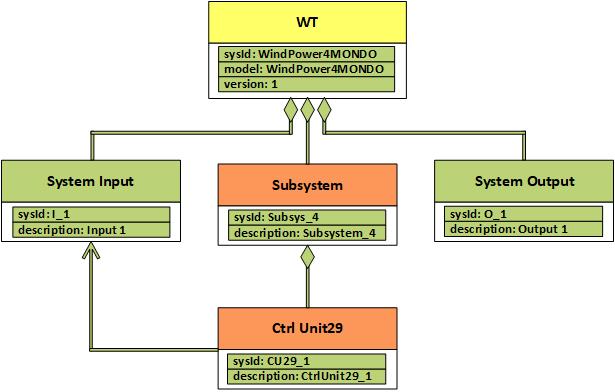 WT
sysId: WindPower4MONDO
model: WindPower4MONDO
version: 1
System Input
sysId: I_1
description: Input 1
Subsystem
sysId: Subsys_4
description: Subsystem_4
System Output
sysId: O_1
description: Output 1
Ctrl Unit29
sysId: CU29_1
description: CtrlUnit29_1